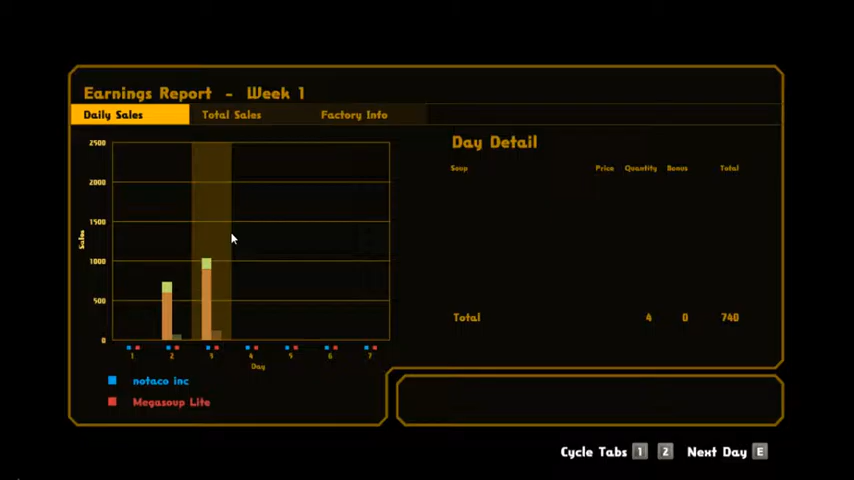 Earnings Report - Week 1
Daily Sales Total Sales Factory Info
Day Detail
Soup Price Quantity Bonus Total
2500
2000
1500
1000
500
0
Sales
1 2 3 4 5 6 7
Day
Total 4 0 740
notaco inc
Megasoup Lite
Cycle Tabs 1 2 Next Day E